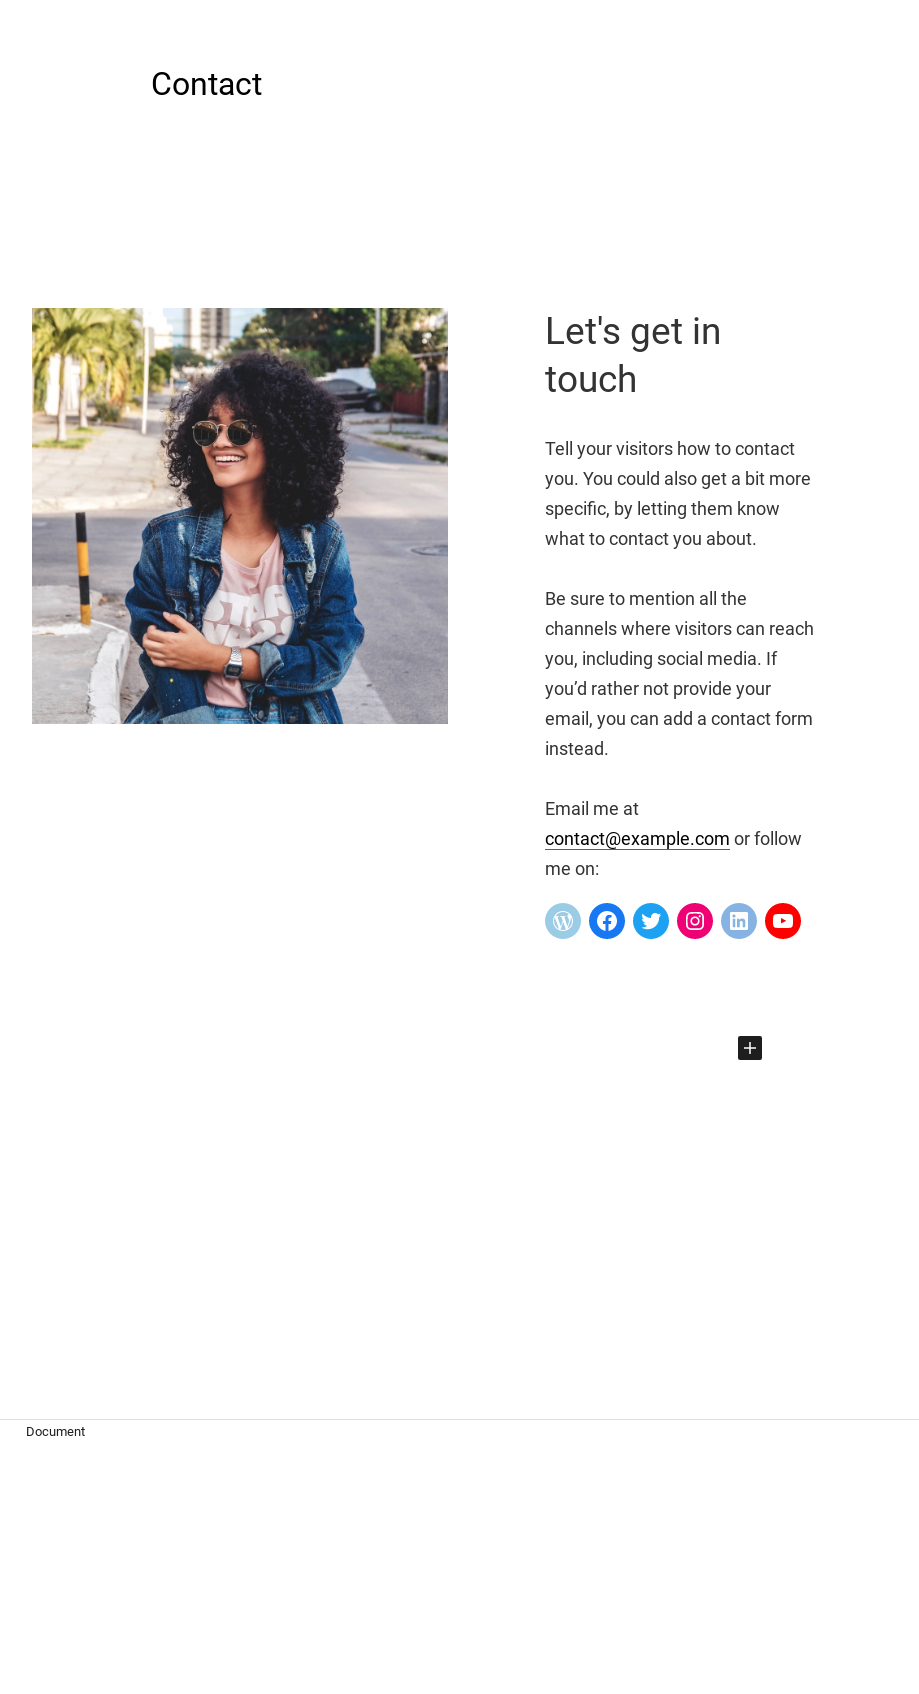 Contact
Let's get in
touch
Tell your visitors how to contact
you. You could also get a bit more
specific, by letting them know
what to contact you about.
Be sure to mention all the
channels where visitors can reach
you, including social media. If
you’d rather not provide your
email, you can add a contact form
instead.
Email me at
contact@example.com or follow
me on:
Document
STAR
WARS